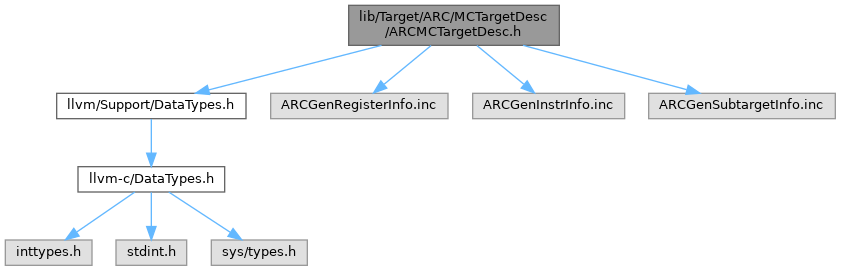 lib/Target/ARC/MCTargetDesc
/ARCMCTargetDesc.h
llvm/Support/DataTypes.h
ARCGenRegisterInfo.inc
ARCGenInstrInfo.inc
ARCGenSubtargetInfo.inc
llvm-c/DataTypes.h
inttypes.h
stdint.h
sys/types.h